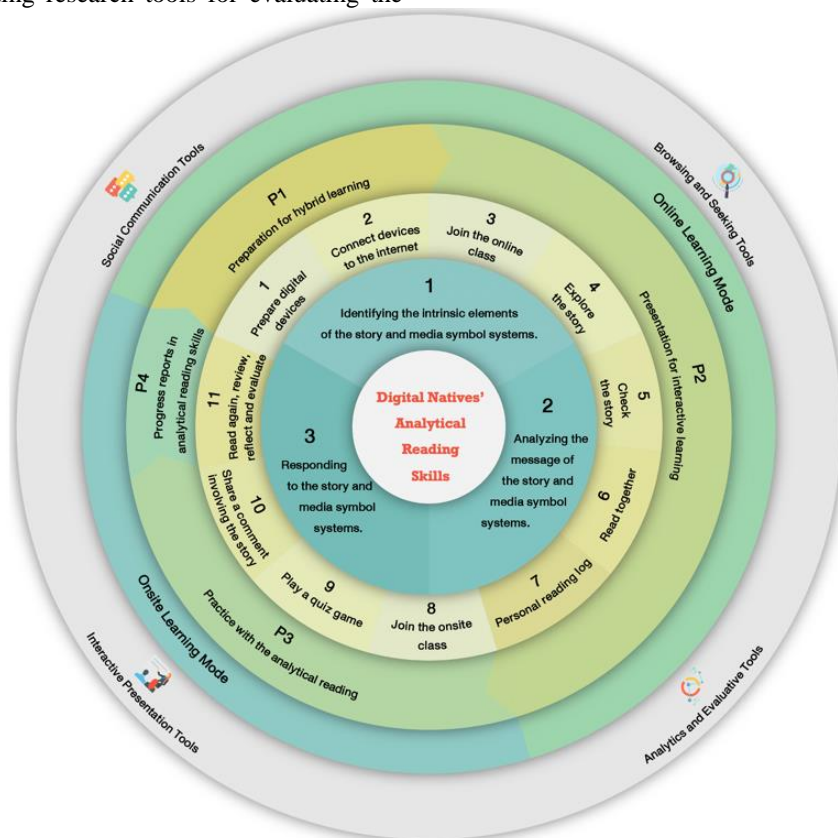 ing research tools for evaluating the
Social Communication Tools
Browsing and Seeking Tools
Online Learning Mode
P1
Preparation for hybrid learning
P2
Presentation for interactive learning
1
Prepare digital
devices
2
Connect devices
to the internet
3
Join the online
class
4
Explore
the story
5
Check
the story
6
Read together
7
Personal reading log
8
Join the onsite
class
9
Play a quiz game
10
Share a comment
involving the story
11
Read again, review,
reflect and evaluate
P4
Progress reports in
analytical reading skills
P3
Practice with the analytical reading
1
Identifying the intrinsic elements
of the story and media symbol systems.
2
Analyzing the
message of
the story and
media symbol
systems.
3
Responding
to the story and
media symbol
systems.
Digital Natives'
Analytical
Reading
Skills
Onsite Learning Mode
Interactive Presentation Tools
Analytics and Evaluative Tools